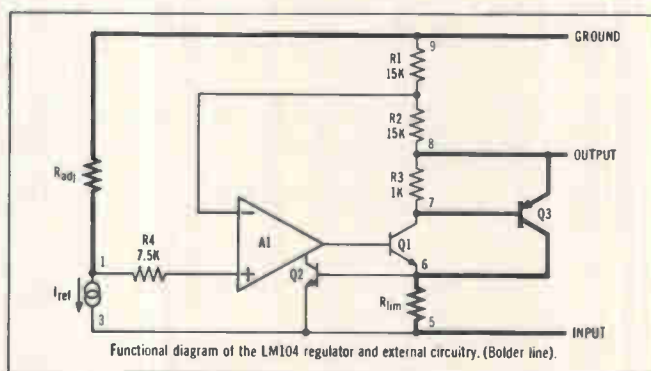 GROUND
9
R1
15K
R2
15K
8
OUTPUT
R3
1K
7
Q3
Radj
A1
Q1
R4
7.5K
1
6
Q2
Iref
Rlim
3
5
INPUT
Functional diagram of the LM104 regulator and external circuitry. (Bolder line).